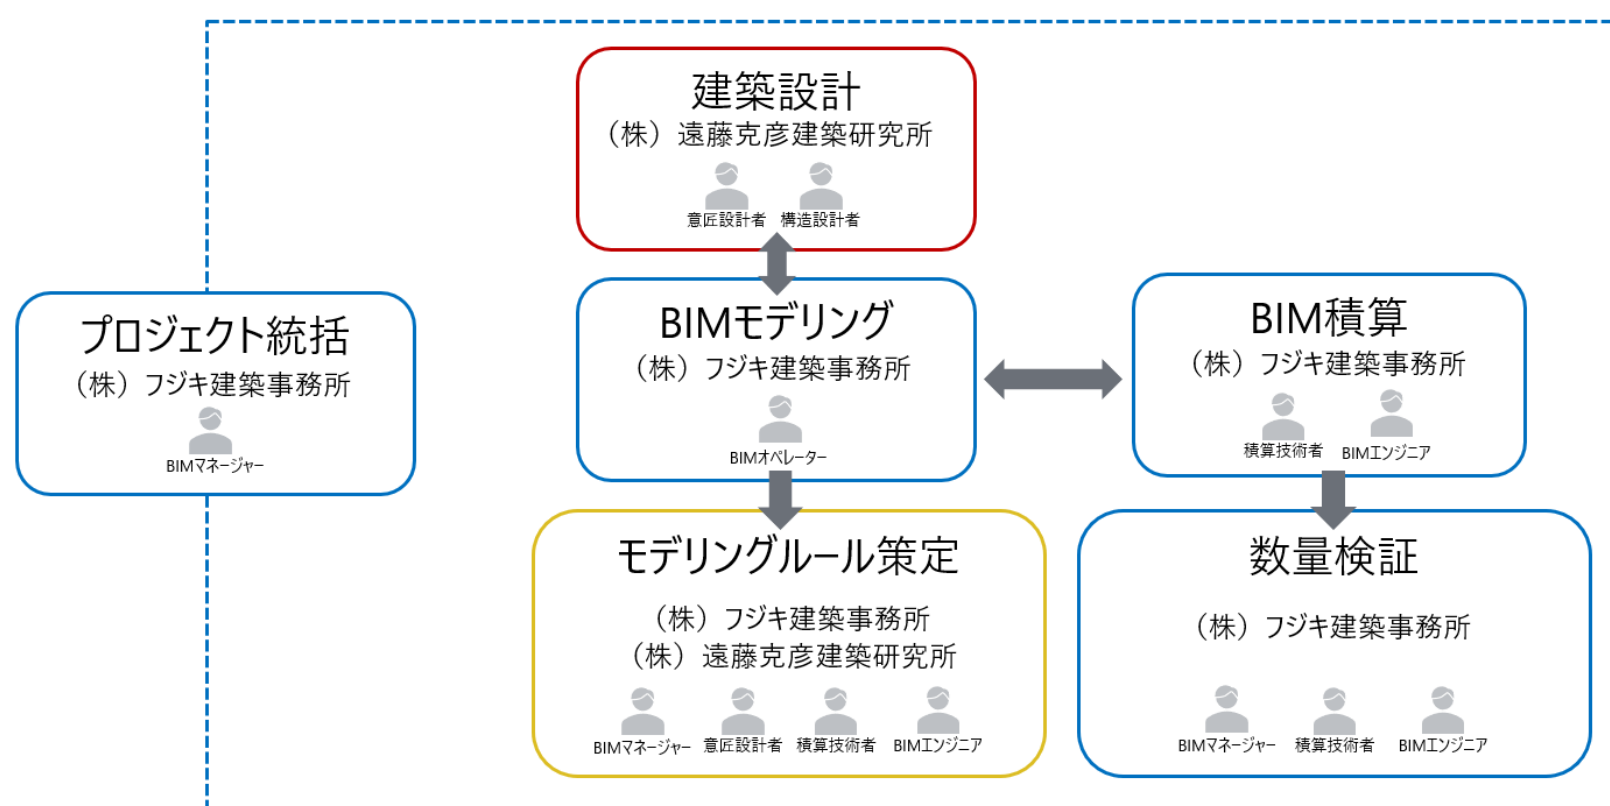 建築設計
（株）遠藤克彦建築研究所
意匠設計者 構造設計者
プロジェクト統括
（株）フジキ建築事務所
BIMマネージャー
BIMモデリング
（株）フジキ建築事務所
BIMオペレーター
BIM積算
（株）フジキ建築事務所
積算技術者 BIMエンジニア
モデリングルール策定
（株）フジキ建築事務所
（株）遠藤克彦建築研究所
BIMマネージャー 意匠設計者 積算技術者 BIMエンジニア
数量検証
（株）フジキ建築事務所
BIMマネージャー 積算技術者 BIMエンジニア